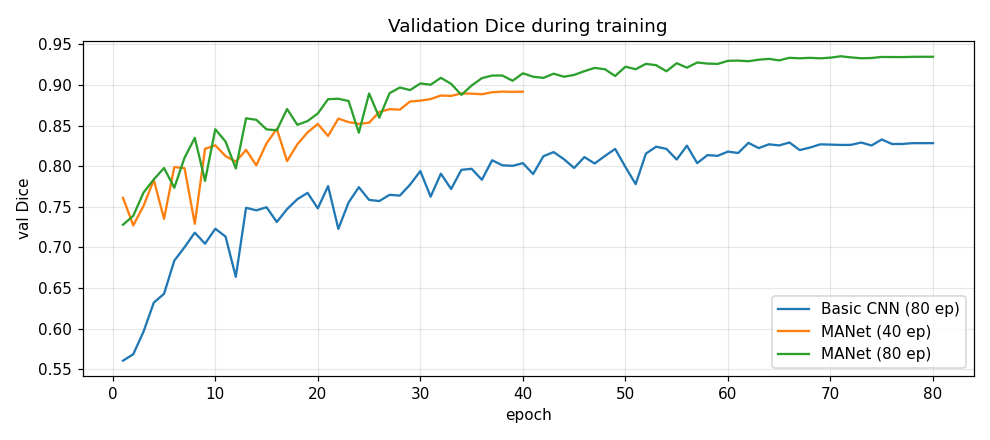 Validation Dice during training
0.95
0.90
0.85
0.80
0.75
0.70
0.65
0.60
0.55
val Dice
0 10 20 30 40 50 60 70 80
epoch
Basic CNN (80 ep)
MANet (40 ep)
MANet (80 ep)